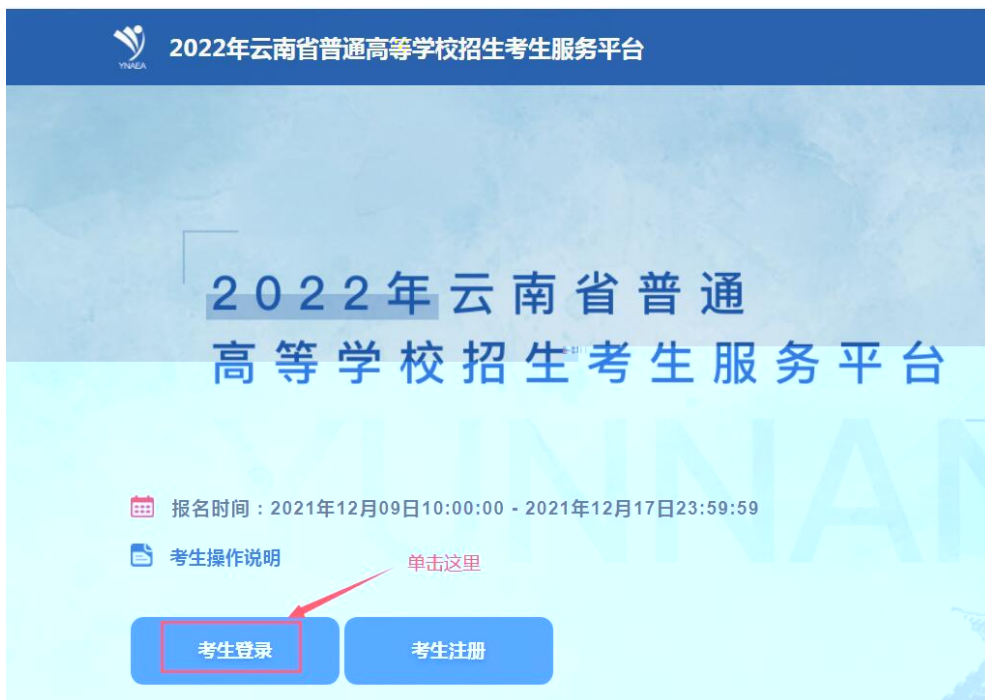 YNAEA
2022年云南省普通高等学校招生考生服务平台
2022年云南省普通
高等学校招生考生服务平台
YUNNAN
报名时间：2021年12月09日10:00:00 - 2021年12月17日23:59:59
考生操作说明
单击这里
考生登录
考生注册